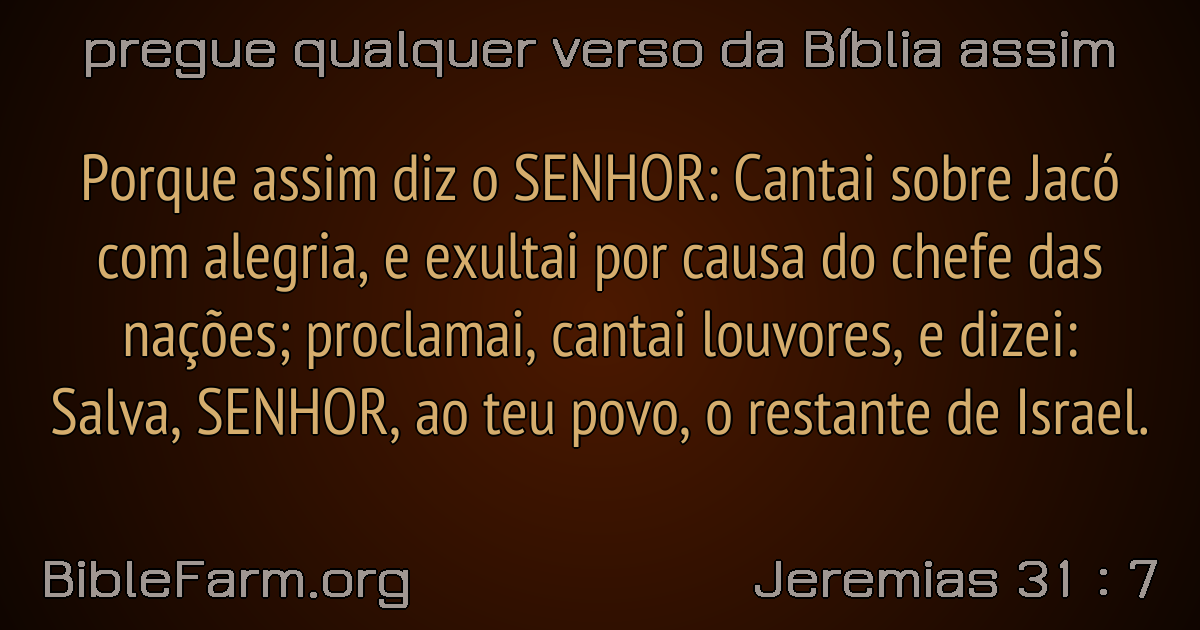 pregue qualquer verso da Bíblia assim
Porque assim diz o SENHOR: Cantai sobre Jacó
com alegria, e exultai por causa do chefe das
nações; proclamai, cantai louvores, e dizei:
Salva, SENHOR, ao teu povo, o restante de Israel.
BibleFarm.org
Jeremias 31 : 7